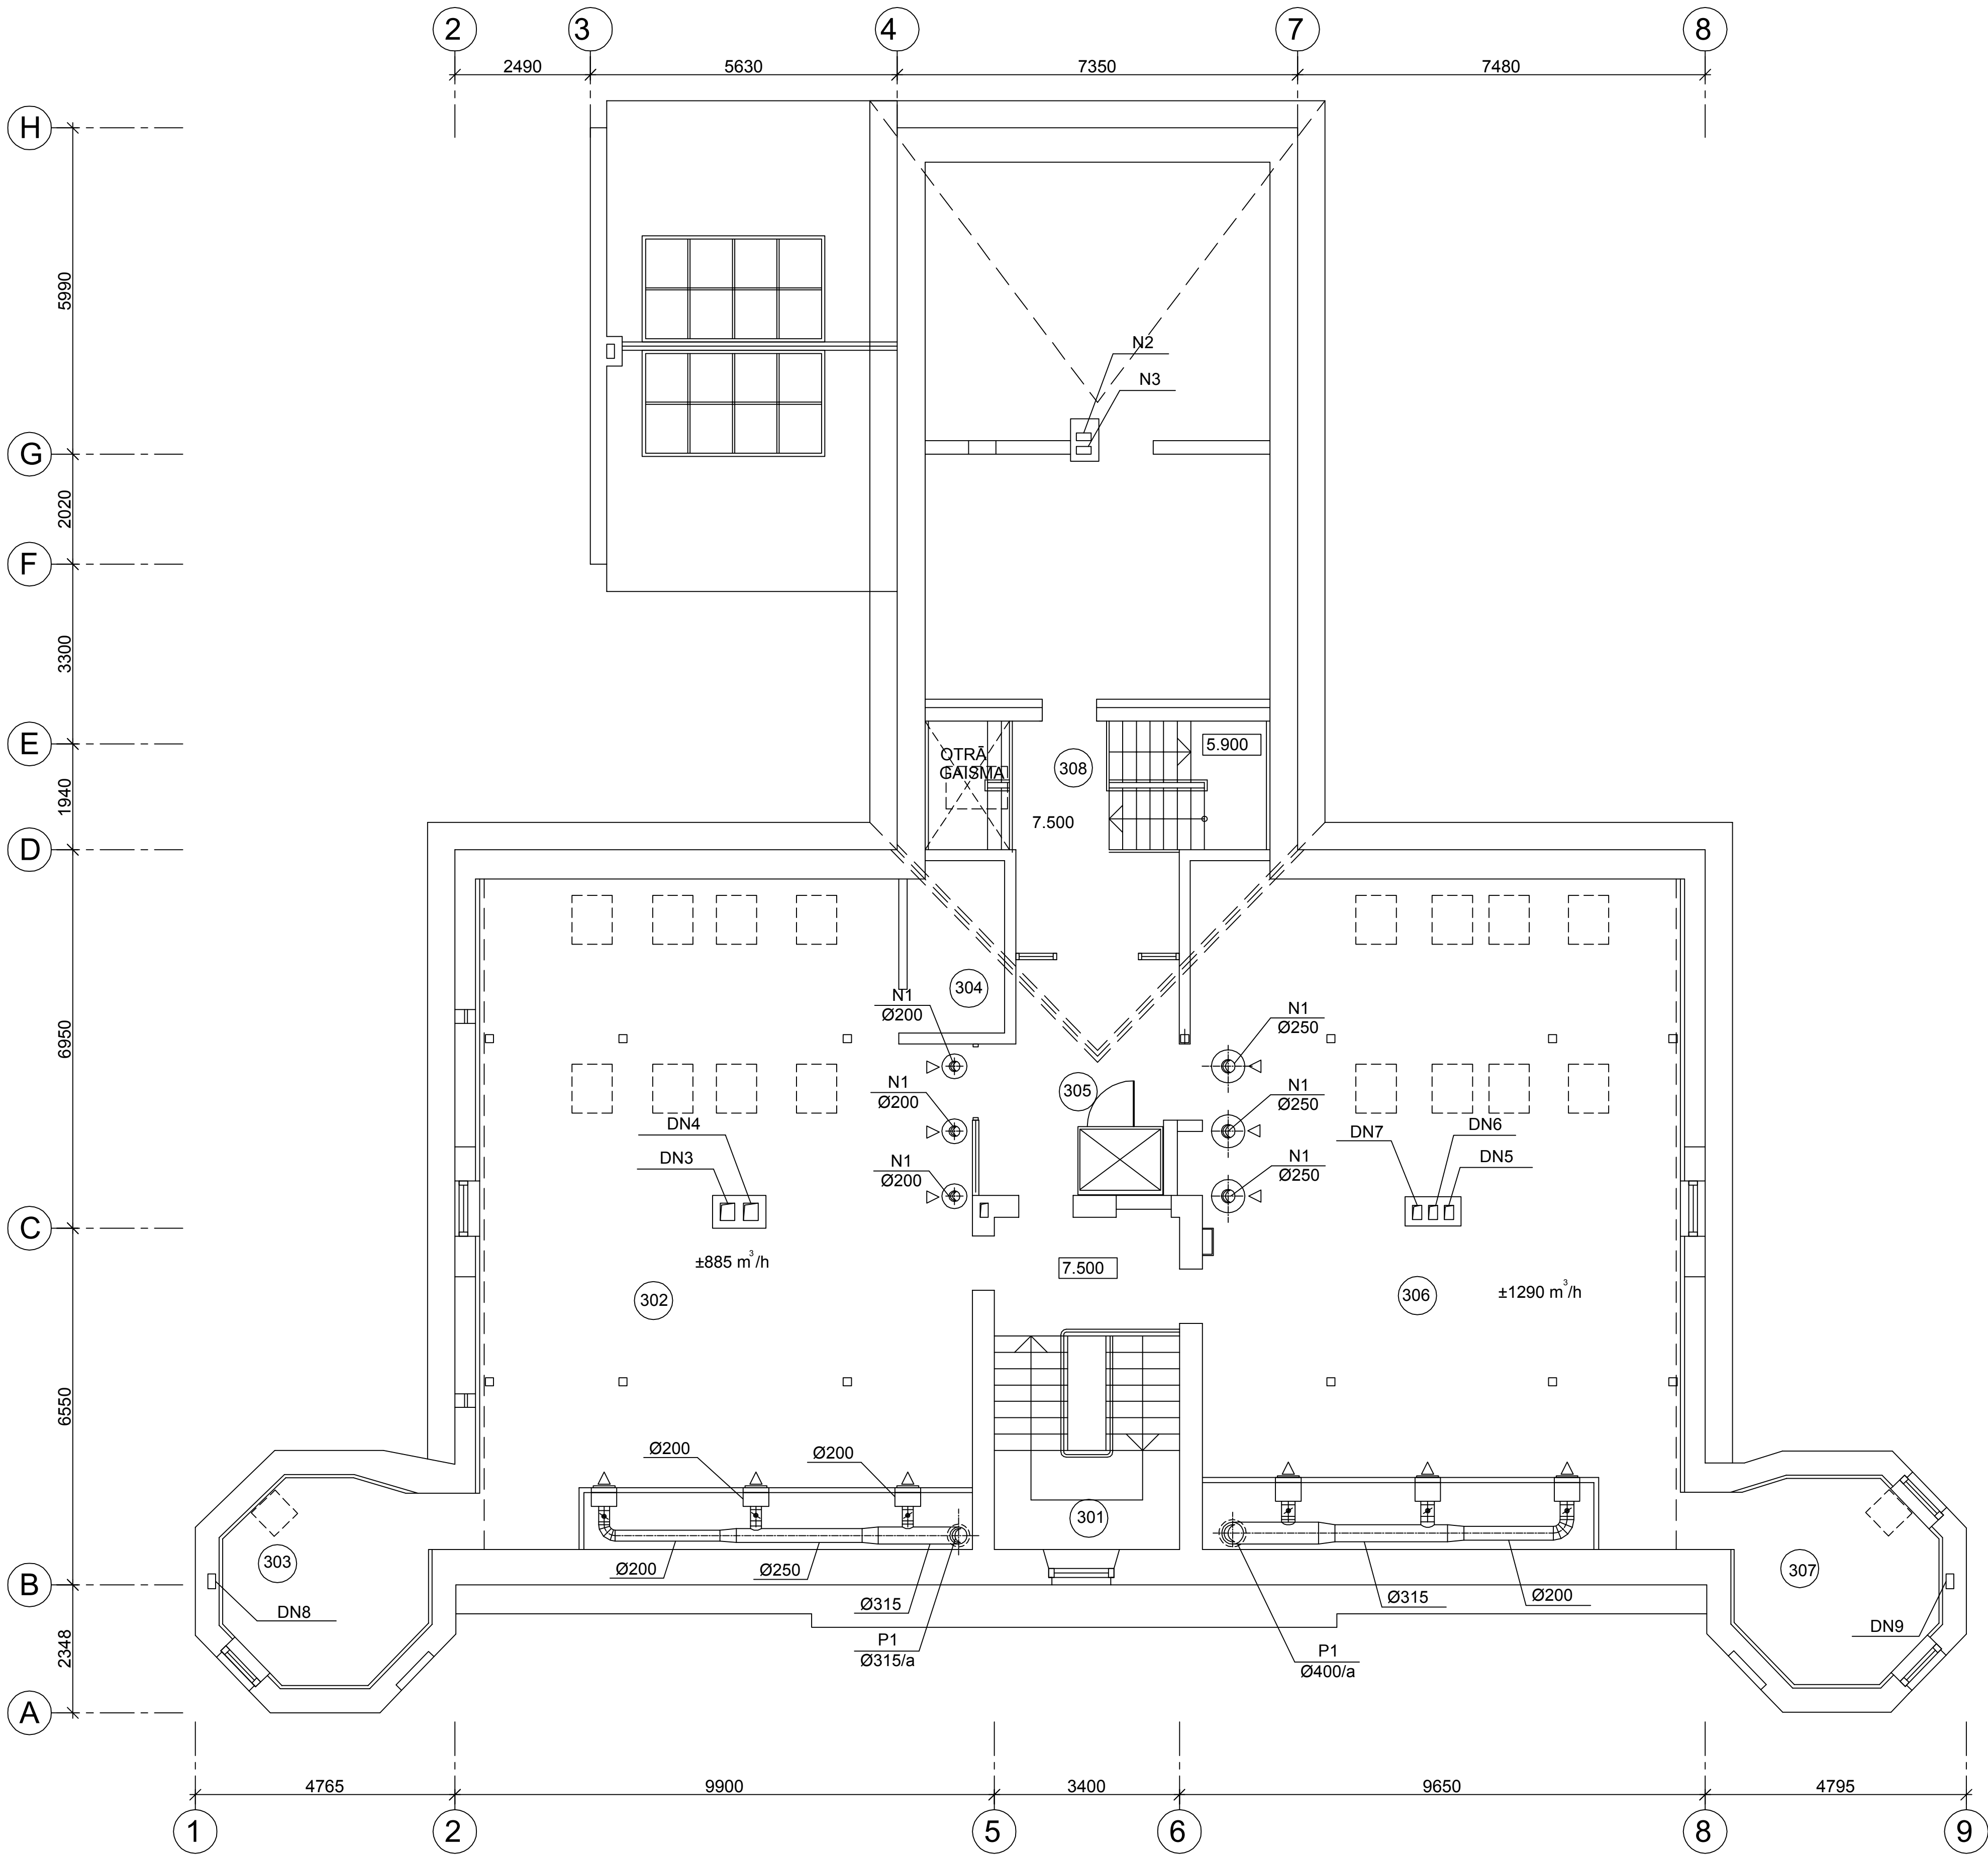 2
3
4
7
8
2490
5630
7350
7480
H
5990
N2
N3
G
2020
F
3300
E
OTRĀ
GAISMA
308
5.900
1940
7.500
D
6950
304
N1
Ø200
N1
Ø250
305
N1
Ø200
N1
Ø250
DN4
DN3
N1
Ø200
N1
Ø250
DN7
DN6
DN5
C
±885 m³/h
7.500
302
306
±1290 m³/h
6550
Ø200
Ø200
301
303
307
Ø200
Ø250
Ø315
Ø315
Ø200
B
DN8
DN9
P1
Ø315/a
P1
Ø400/a
2348
A
4765
9900
3400
9650
4795
1
2
5
6
8
9